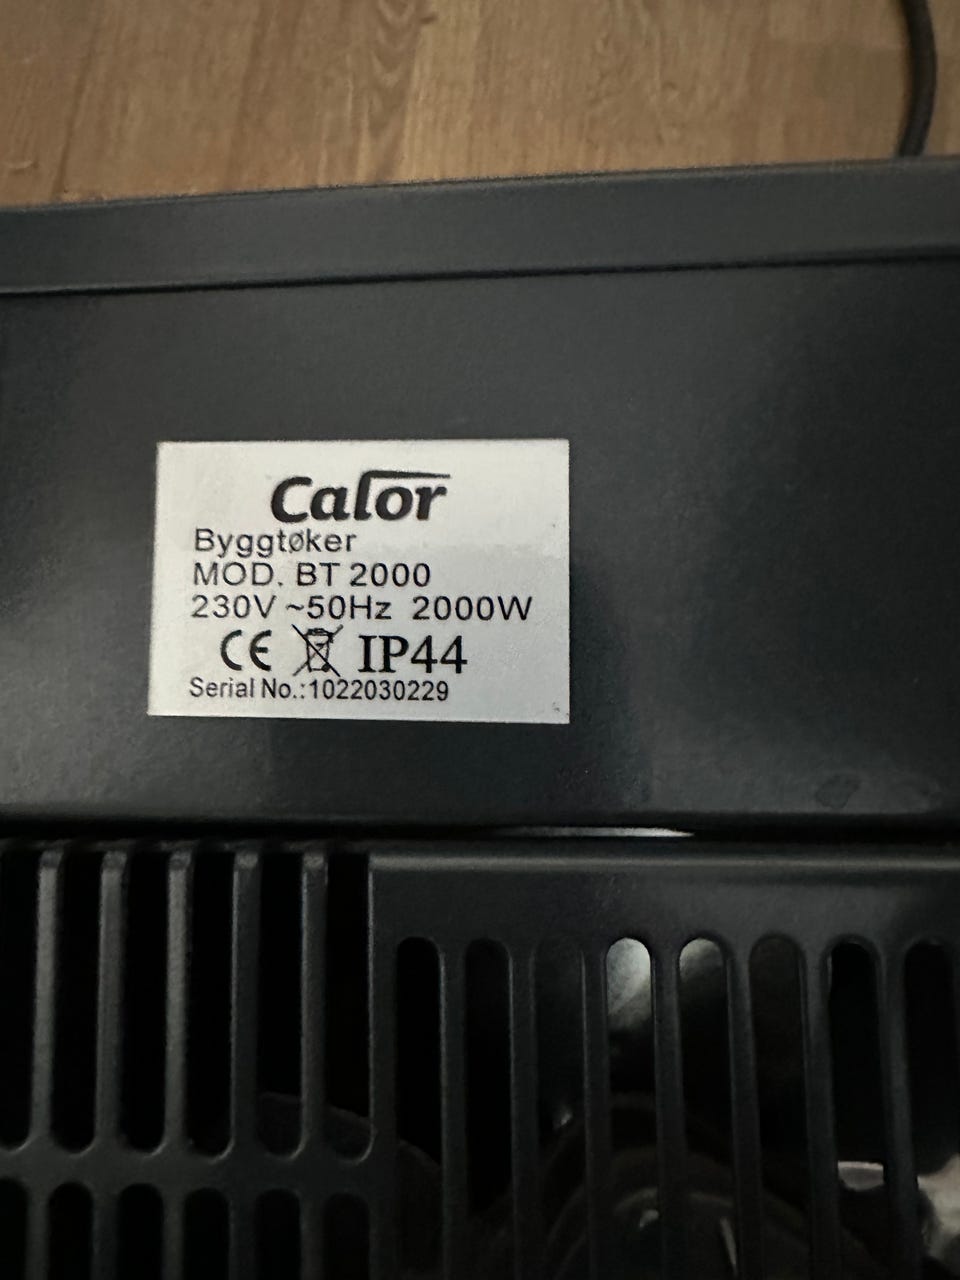 Calor
Byggtøker
MOD. BT 2000
230V ~50Hz 2000W
CE IP44
Serial No.:1022030229